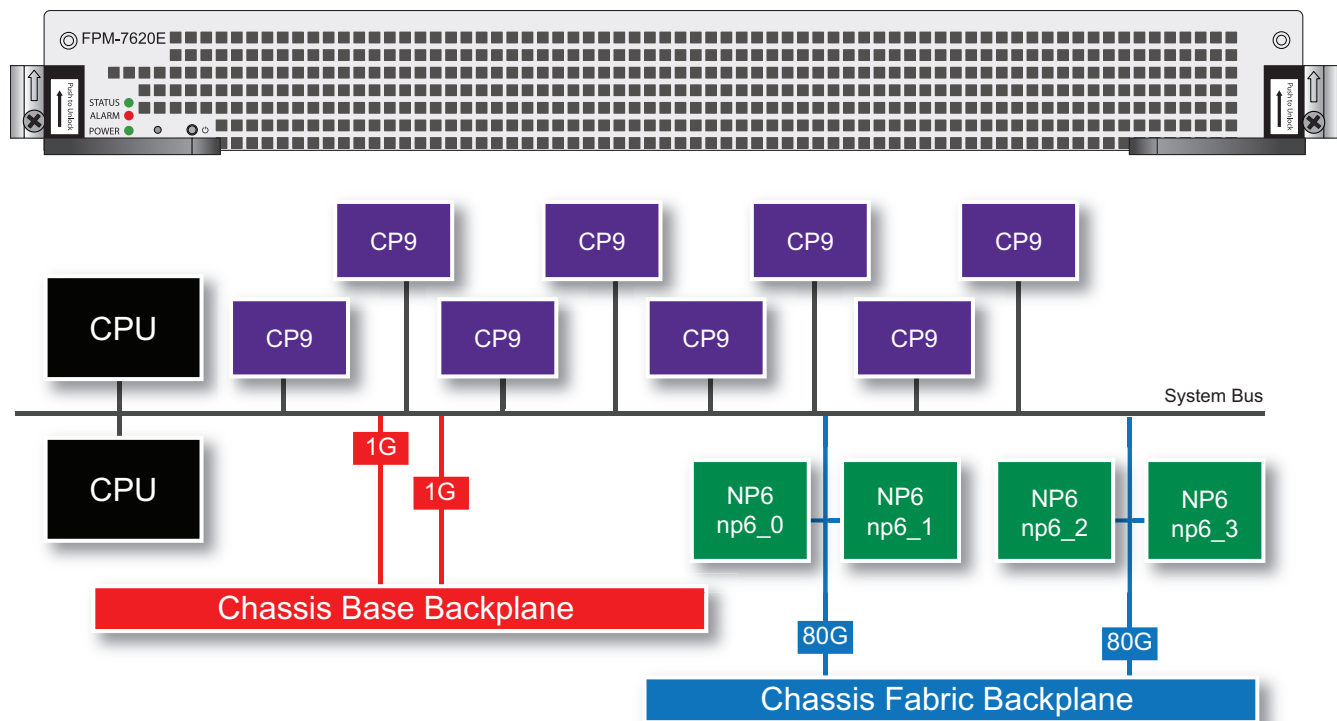 FPM-7620E
Push to Unlock
Push to Unlock
STATUS
ALARM
POWER
CP9
CP9
CP9
CP9
CPU
CP9
CP9
CP9
CP9
System Bus
CPU
1G
1G
NP6
np6_0
NP6
np6_1
NP6
np6_2
NP6
np6_3
Chassis Base Backplane
80G
80G
Chassis Fabric Backplane